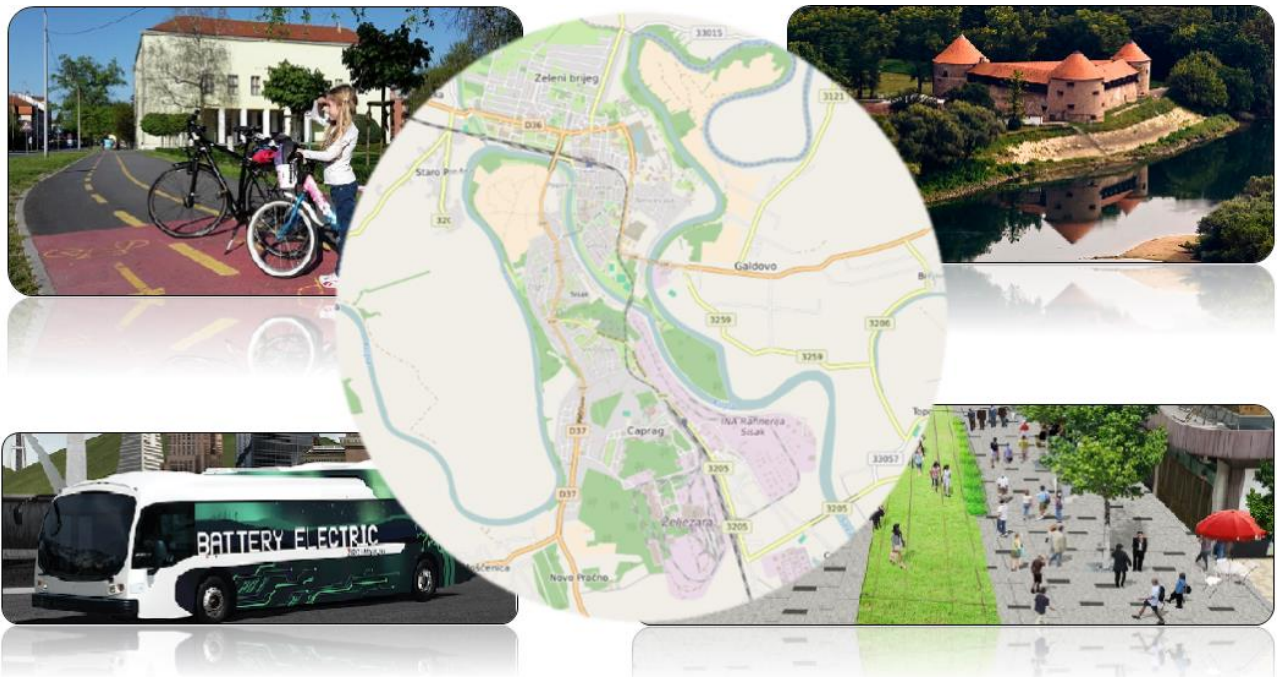 33015
Zeleni brijeg
3121
D36
Staro P
320
Galdovo
Sisak
3259
3206
3259
INA Rafinerija
Sisak
Caprag
D37
33057
3205
D37
3205
Željezara
3205
Novo Pračno
BATTERY ELECTRIC